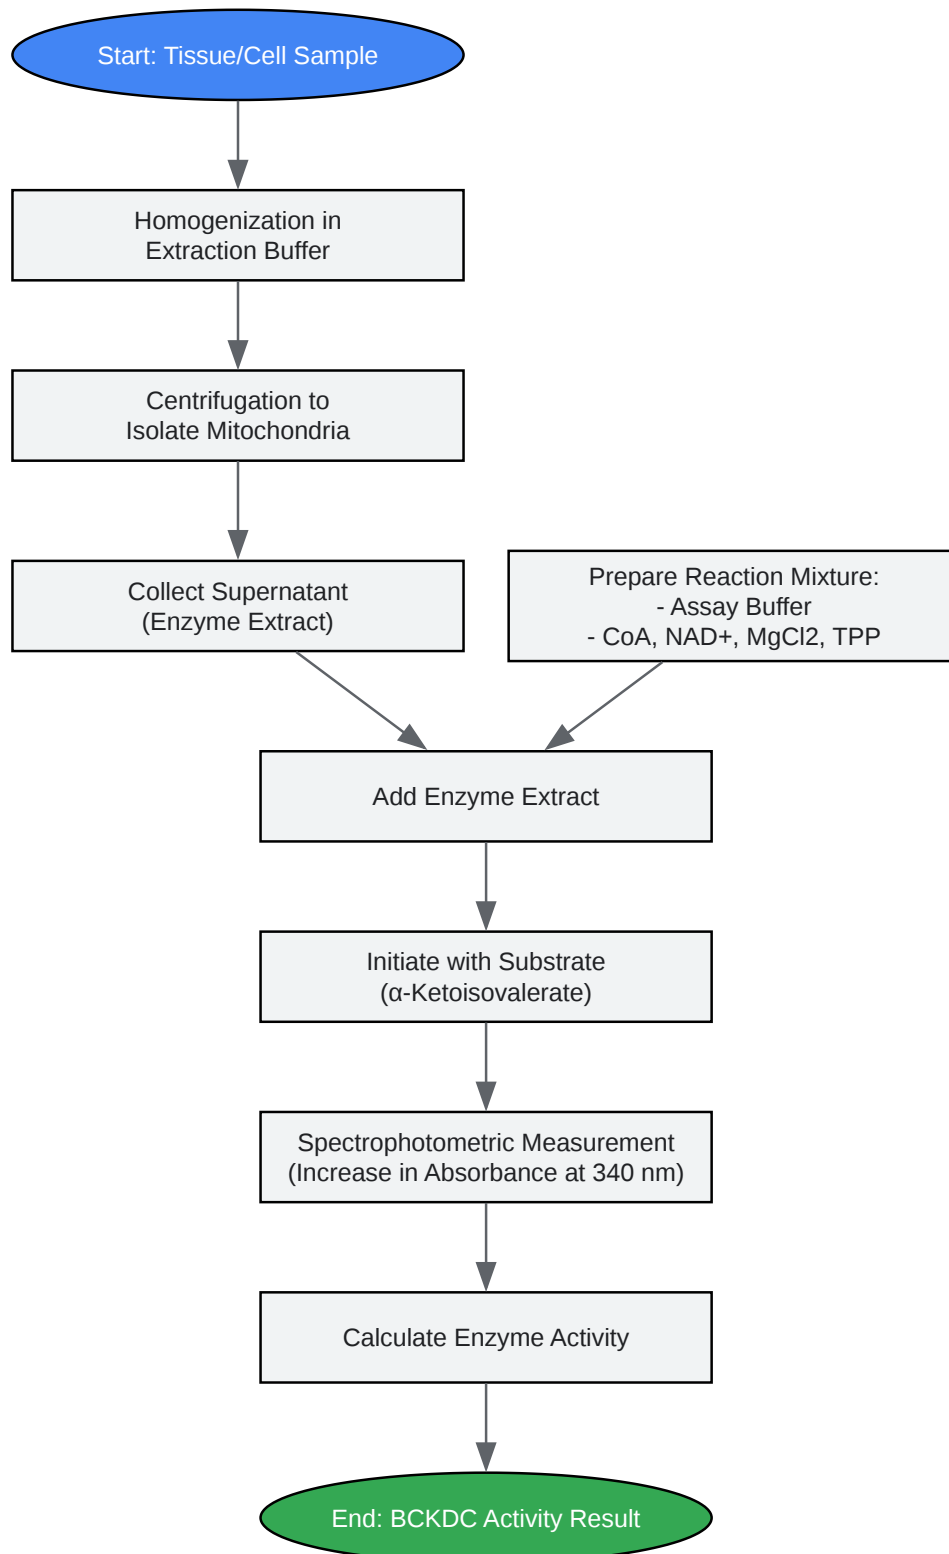 Start: Tissue/Cell Sample
Homogenization in
Extraction Buffer
Centrifugation to
Isolate Mitochondria
Collect Supernatant
(Enzyme Extract)
Prepare Reaction Mixture:
- Assay Buffer
- CoA, NAD+, MgCl2, TPP
Add Enzyme Extract
Initiate with Substrate
(α-Ketoisovalerate)
Spectrophotometric Measurement
(Increase in Absorbance at 340 nm)
Calculate Enzyme Activity
End: BCKDC Activity Result